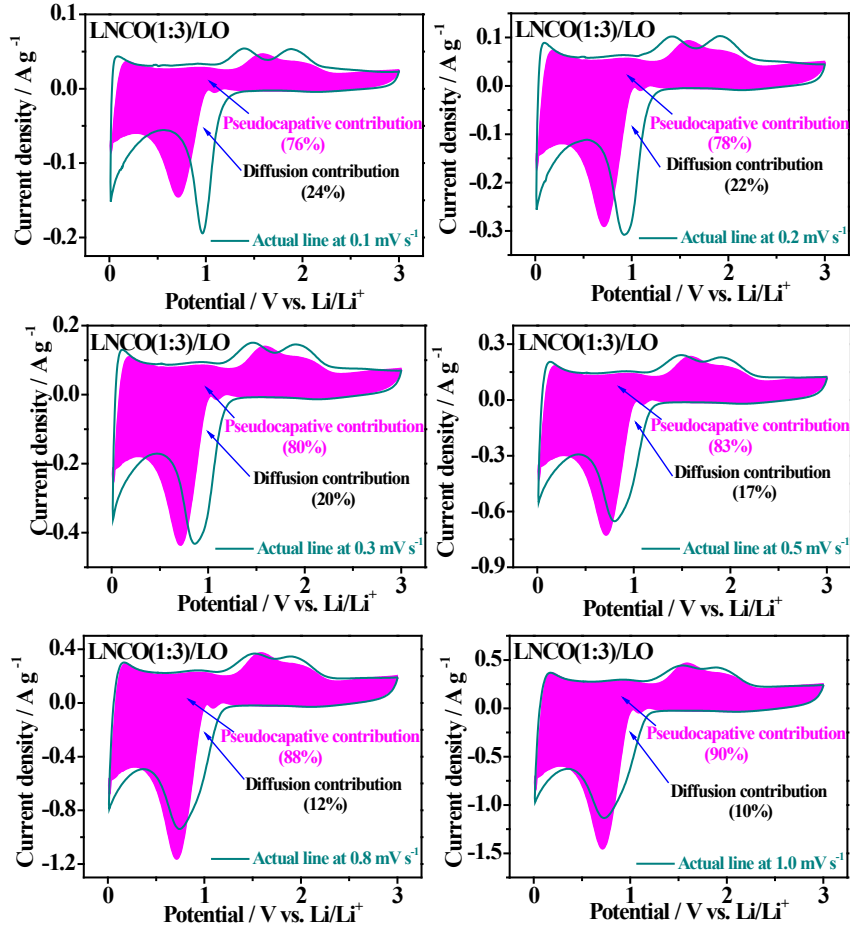 LNCO(1:3)/LO
Current density / A g-1
0.1
0.0
-0.1
-0.2
Pseudocapative contribution
(76%)
Diffusion contribution
(24%)
Actual line at 0.1 mV s-1
0
1
2
3
Potential / V vs. Li/Li+
LNCO(1:3)/LO
Current density / A g-1
0.1
0.0
-0.1
-0.2
-0.3
Pseudocapative contribution
(78%)
Diffusion contribution
(22%)
Actual line at 0.2 mV s-1
0
1
2
3
Potential / V vs. Li/Li+
LNCO(1:3)/LO
Current density / A g-1
0.2
0.0
-0.2
-0.4
Pseudocapative contribution
(80%)
Diffusion contribution
(20%)
Actual line at 0.3 mV s-1
0
1
2
3
Potential / V vs. Li/Li+
LNCO(1:3)/LO
Current density / A g-1
0.3
0.0
-0.3
-0.6
-0.9
Pseudocapative contribution
(83%)
Diffusion contribution
(17%)
Actual line at 0.5 mV s-1
0
1
2
3
Potential / V vs. Li/Li+
LNCO(1:3)/LO
Current density / A g-1
0.4
0.0
-0.4
-0.8
-1.2
Pseudocapative contribution
(88%)
Diffusion contribution
(12%)
Actual line at 0.8 mV s-1
0
1
2
3
Potential / V vs. Li/Li+
LNCO(1:3)/LO
Current density / A g-1
0.5
0.0
-0.5
-1.0
-1.5
Pseudocapative contribution
(90%)
Diffusion contribution
(10%)
Actual line at 1.0 mV s-1
0
1
2
3
Potential / V vs. Li/Li+